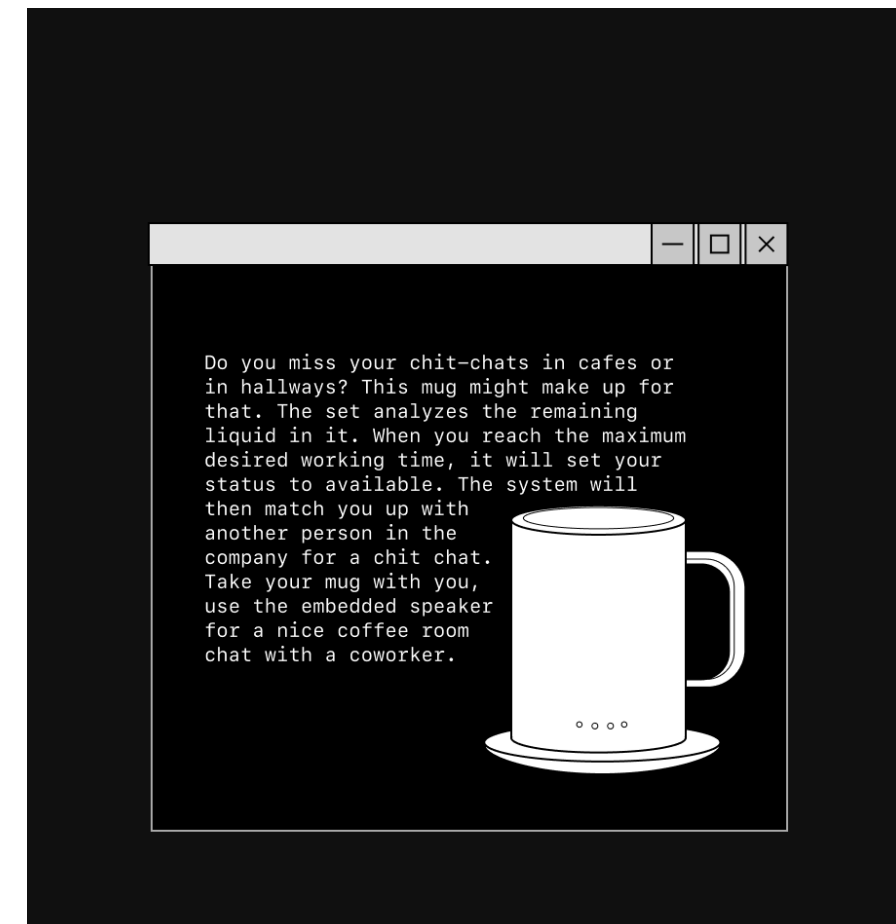 Do you miss your chit-chats in cafes or
in hallways? This mug might make up for
that. The set analyzes the remaining
liquid in it. When you reach the maximum
desired working time, it will set your
status to available. The system will
then match you up with
another person in the
company for a chit chat.
Take your mug with you,
use the embedded speaker
for a nice coffee room
chat with a coworker.